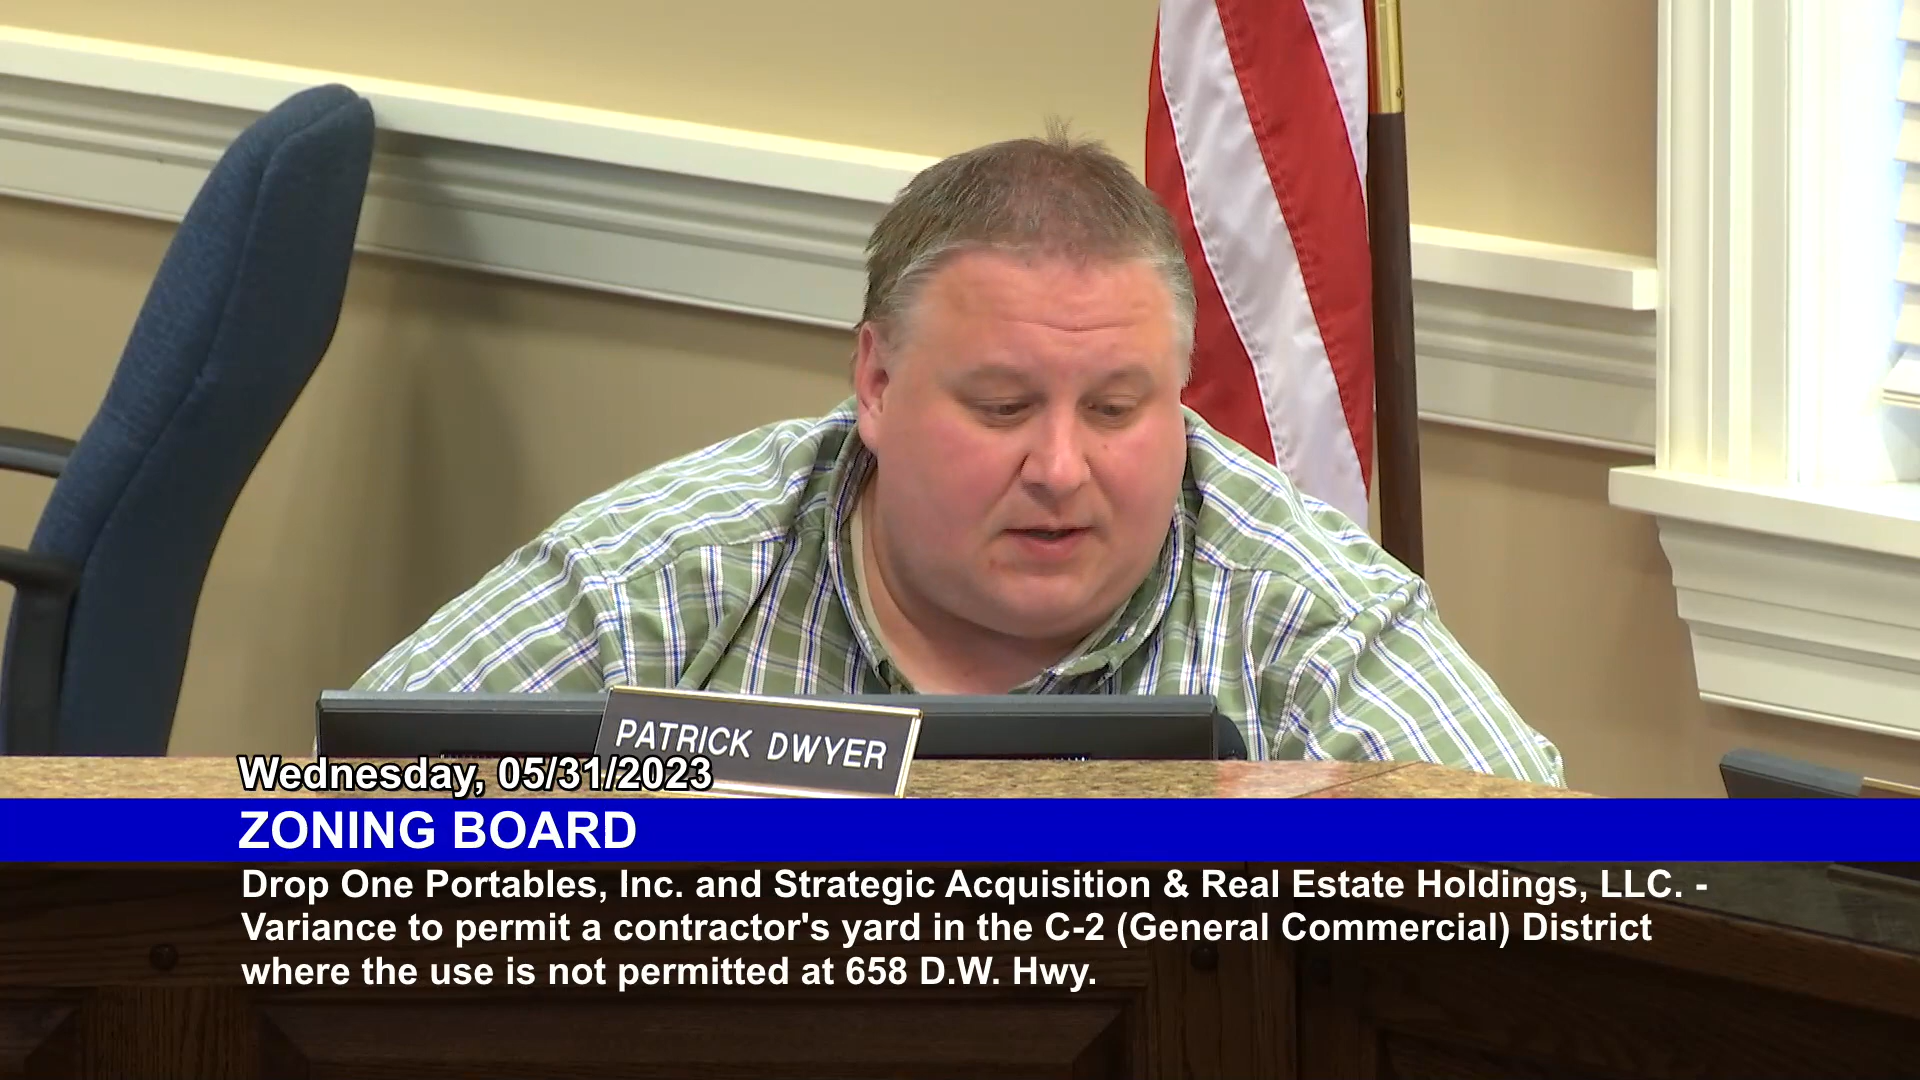 PATRICK DWYER
Wednesday, 05/31/2023
ZONING BOARD
Drop One Portables, Inc. and Strategic Acquisition & Real Estate Holdings, LLC. -
Variance to permit a contractor's yard in the C-2 (General Commercial) District
where the use is not permitted at 658 D.W. Hwy.